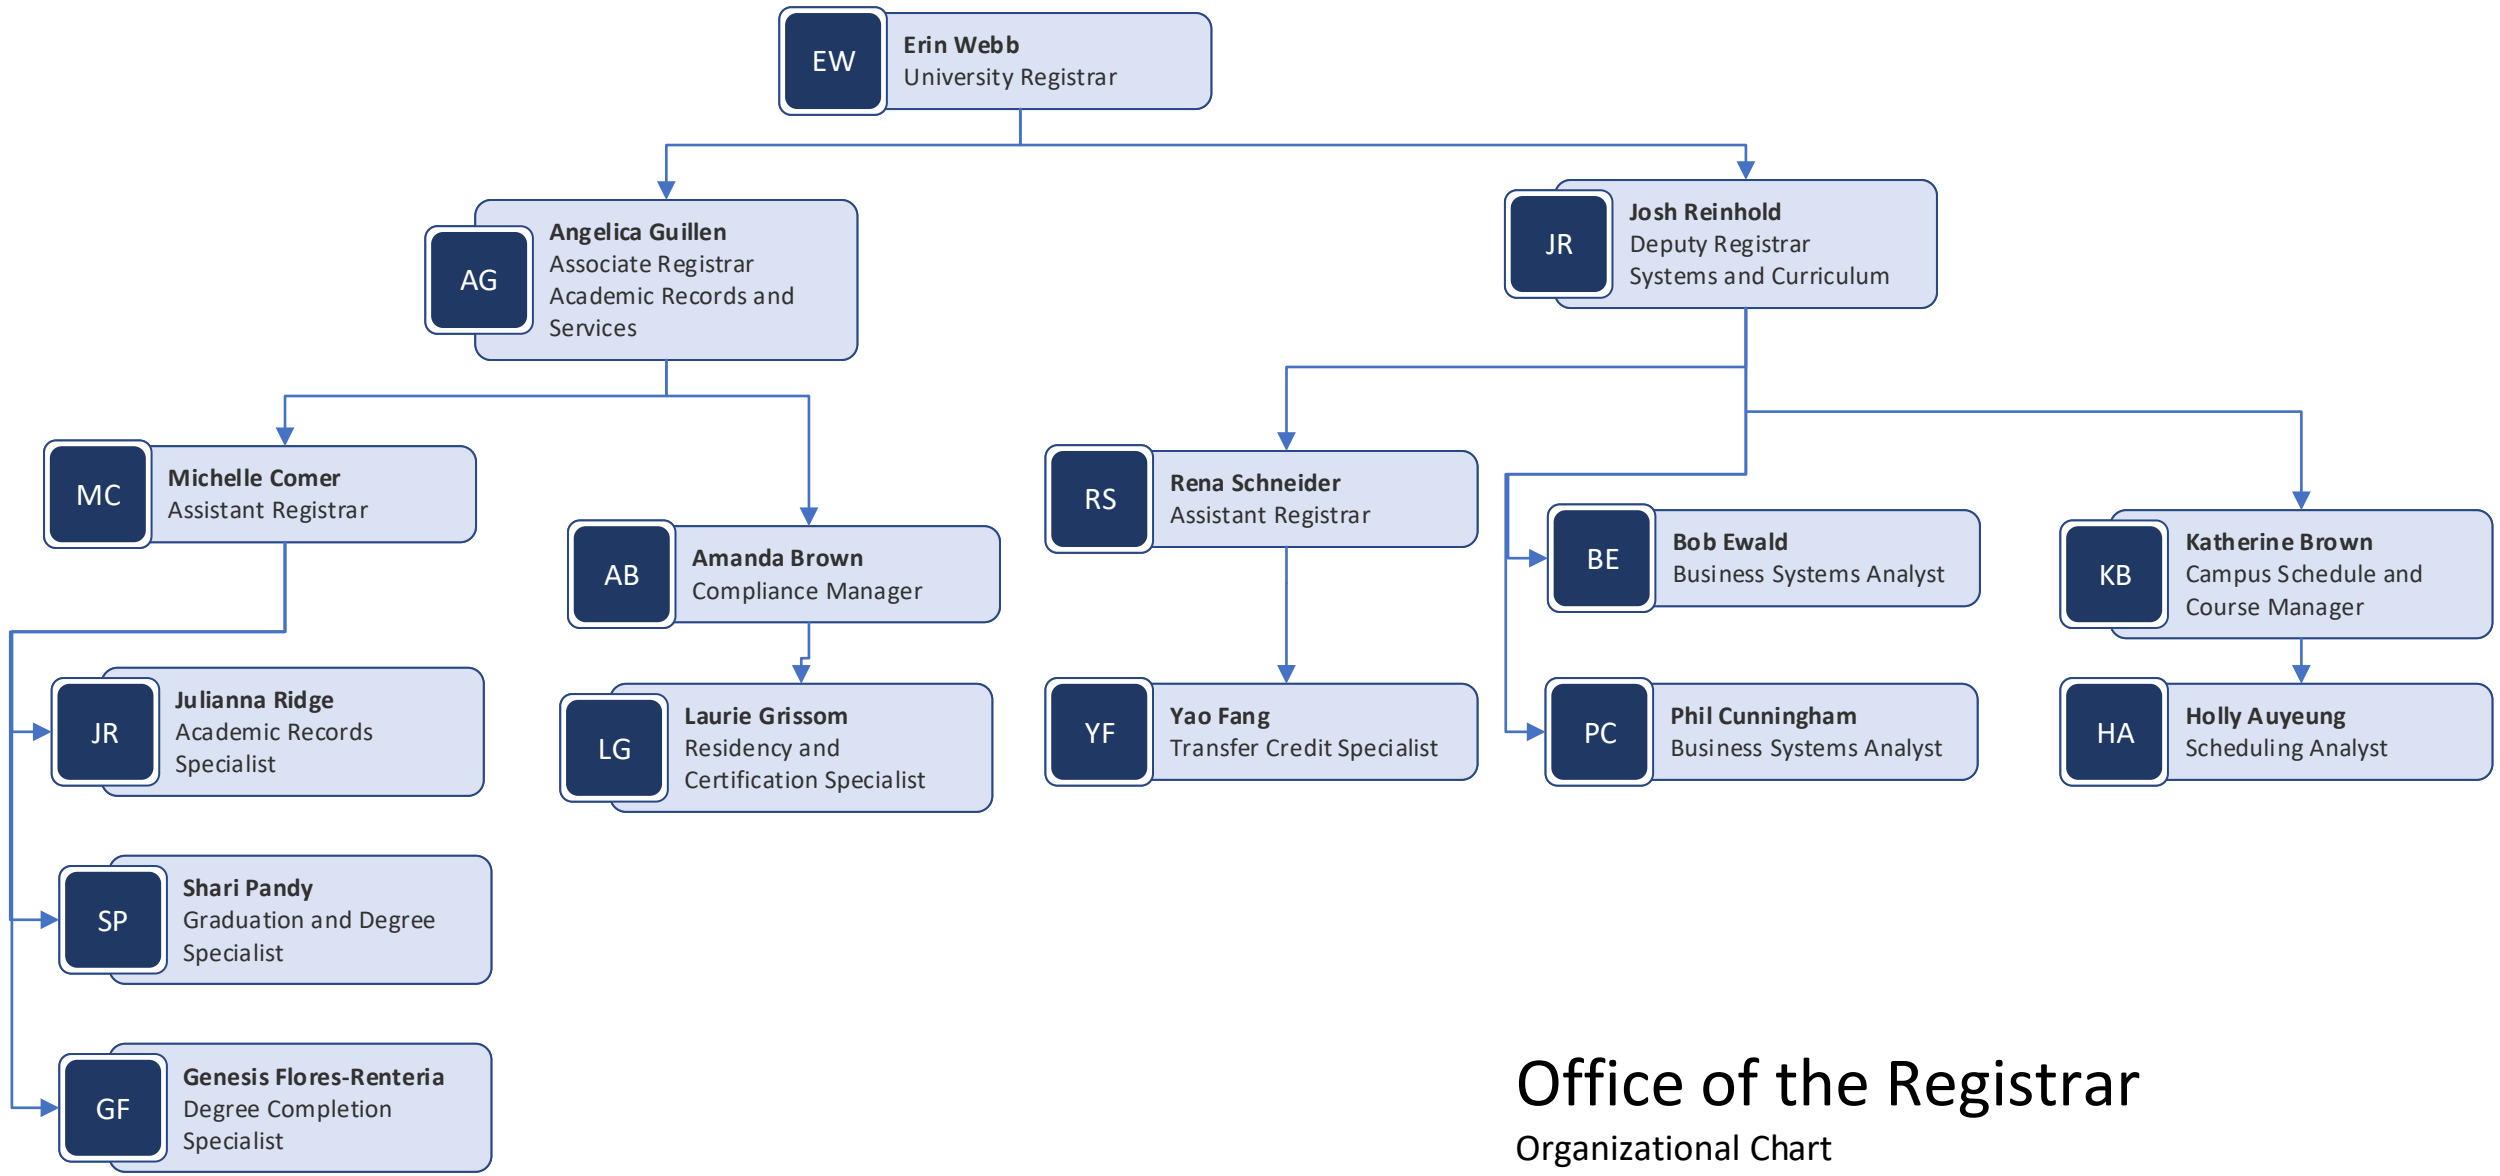 EW
Erin Webb
University Registrar
AG
Angelica Guillen
Associate Registrar
Academic Records and
Services
JR
Josh Reinhold
Deputy Registrar
Systems and Curriculum
MC
Michelle Comer
Assistant Registrar
AB
Amanda Brown
Compliance Manager
RS
Rena Schneider
Assistant Registrar
BE
Bob Ewald
Business Systems Analyst
KB
Katherine Brown
Campus Schedule and
Course Manager
JR
Julianna Ridge
Academic Records
Specialist
LG
Laurie Grissom
Residency and
Certification Specialist
YF
Yao Fang
Transfer Credit Specialist
PC
Phil Cunningham
Business Systems Analyst
HA
Holly Auyeung
Scheduling Analyst
SP
Shari Pandy
Graduation and Degree
Specialist
GF
Genesis Flores-Renteria
Degree Completion
Specialist
Office of the Registrar
Organizational Chart